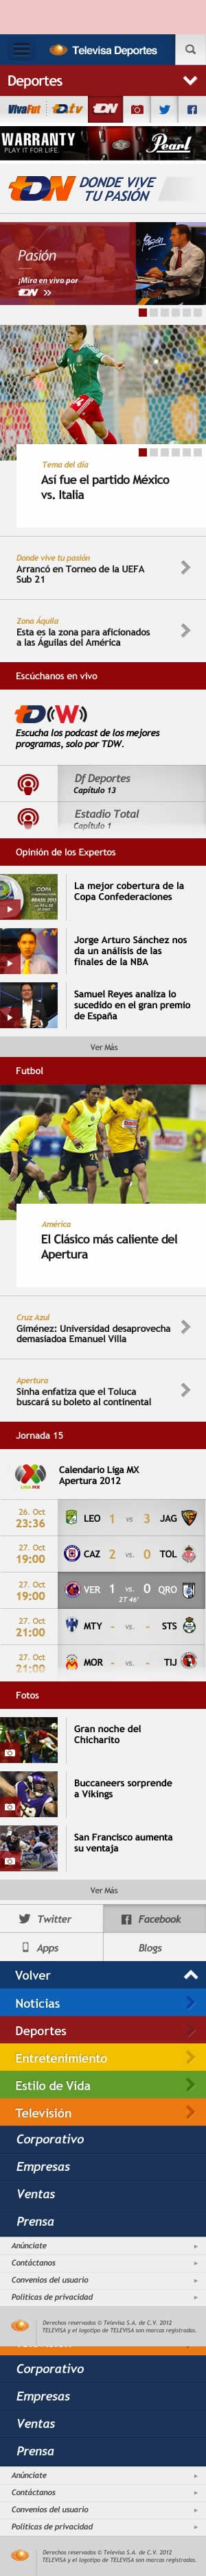 Televisa Deportes
Deportes
VivaFut
TDtv
TDN
WARRANTY
PLAY IT FOR LIFE.
Pearl
TDN DONDE VIVE
TU PASIÓN
Pasión
¡Mira en vivo por
TDN »
Tema del día
Así fue el partido México
vs. Italia
Donde vive tu pasión
Arrancó en Torneo de la UEFA
Sub 21
Zona Águila
Esta es la zona para aficionados
a las Águilas del América
Escúchanos en vivo
TD(W)
Escucha los podcast de los mejores
programas, solo por TDW.
Df Deportes
Capítulo 13
Estadio Total
Capítulo 1
Opinión de los Expertos
La mejor cobertura de la
Copa Confederaciones
Jorge Arturo Sánchez nos
da un análisis de las
finales de la NBA
Samuel Reyes analiza lo
sucedido en el gran premio
de España
Ver Más
Futbol
América
El Clásico más caliente del
Apertura
Cruz Azul
Giménez: Universidad desaprovecha
demasiadoa Emanuel Villa
Apertura
Sinha enfatiza que el Toluca
buscará su boleto al continental
Jornada 15
LIGA MX
Calendario Liga MX
Apertura 2012
26. Oct
23:36
LEO 1 vs 3 JAG
27. Oct
19:00
CAZ 2 vs. 0 TOL
27. Oct
19:00
VER 1 vs. 0 QRO
2T 46'
27. Oct
21:00
MTY - vs. - STS
27. Oct
21:00
MOR - vs. - TIJ
Fotos
Gran noche del
Chicharito
Buccaneers sorprende
a Vikings
San Francisco aumenta
su ventaja
Ver Más
Twitter
Facebook
Apps
Blogs
Volver
Noticias
Deportes
Entretenimiento
Estilo de Vida
Televisión
Corporativo
Empresas
Ventas
Prensa
Anúnciate
Contáctanos
Convenios del usuario
Políticas de privacidad
Derechos reservados © Televisa S.A. de C.V. 2012
TELEVISA y el logotipo de TELEVISA son marcas registradas.
Corporativo
Empresas
Ventas
Prensa
Anúnciate
Contáctanos
Convenios del usuario
Políticas de privacidad
Derechos reservados © Televisa S.A. de C.V. 2012
TELEVISA y el logotipo de TELEVISA son marcas registradas.